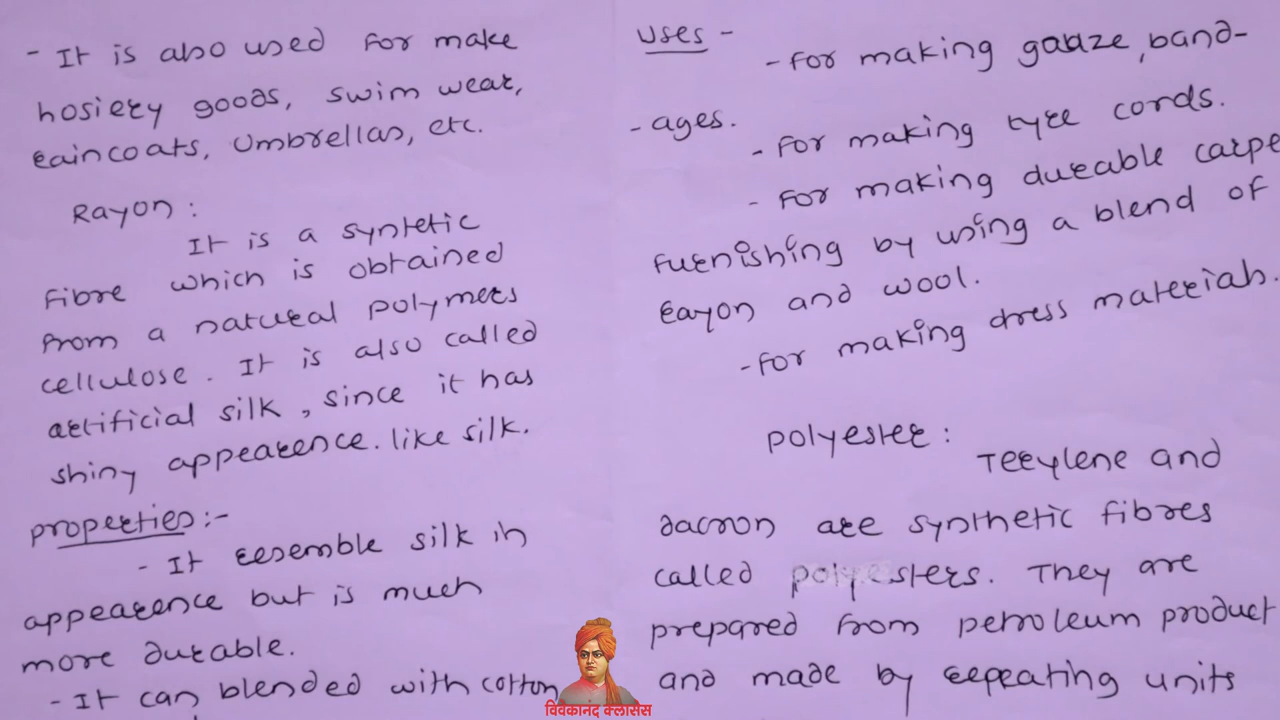 - It is also used for make
hosiery goods, swim wear,
raincoats, Umbrellas, etc.
Rayon :
It is a syntetic
fibre which is obtained
from a natural polymers
cellulose. It is also called
artificial silk, since it has
shiny appearence. like silk.
properties:-
- It resemble silk in
appearence but is much
more durable.
- It can blended with cotton
uses -
- for making gauze, band-
- ages.
- for making tyre cords.
- for making dureable carpe
furnishing by using a blend of
rayon and wool.
- for making dress materials.
polyester :
Terylene and
dacron are synthetic fibres
called polyesters. They are
prepared from petroleum product
and made by repeating units
विवेकानंद क्लासेस